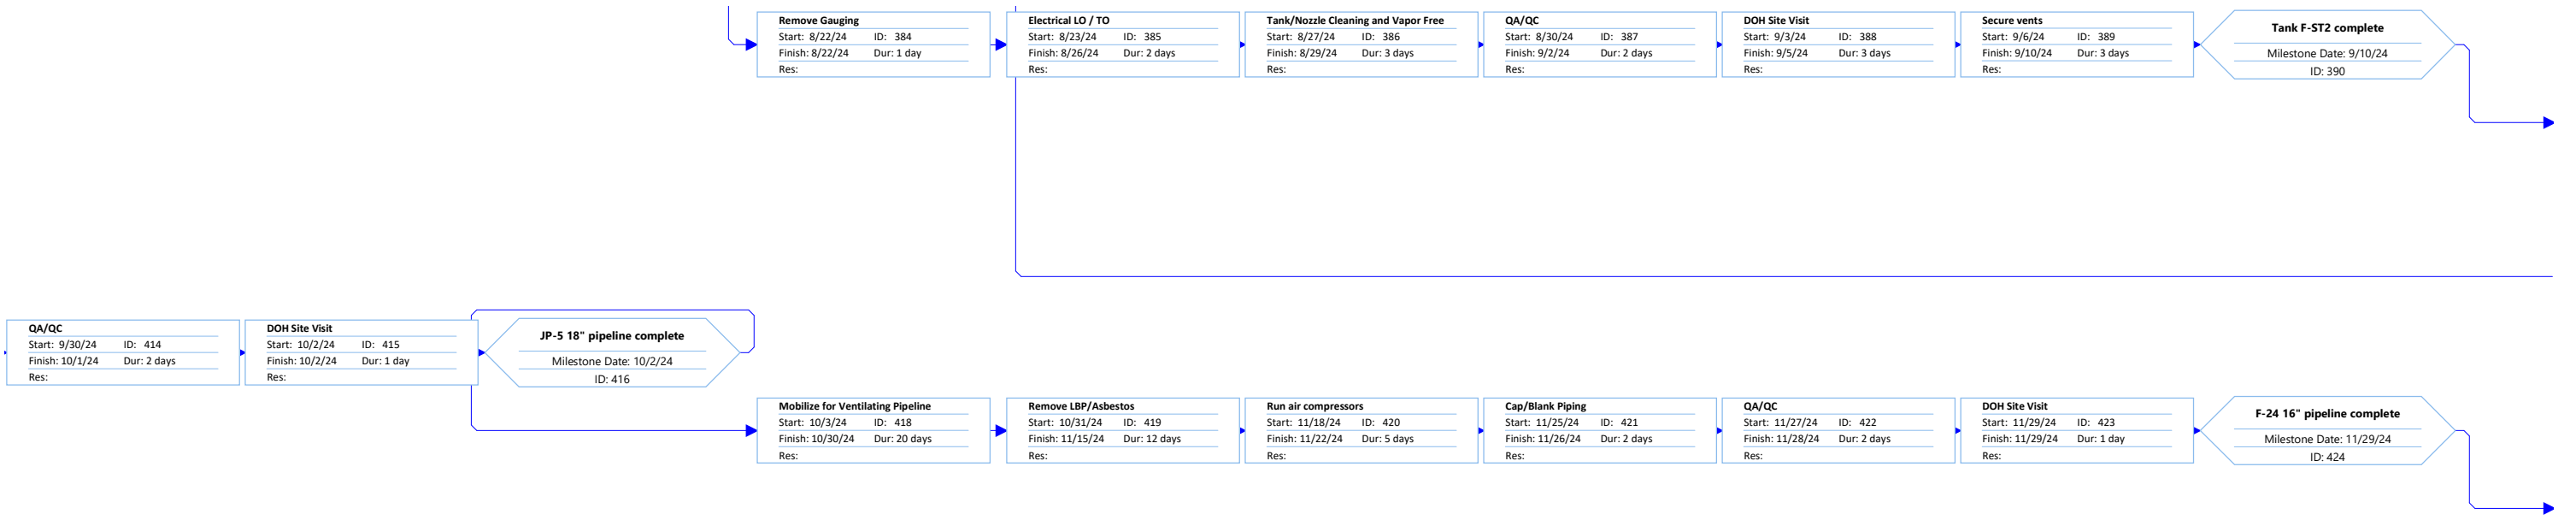 Remove Gauging
Start: 8/22/24 ID: 384
Finish: 8/22/24 Dur: 1 day
Res:
Electrical LO / TO
Start: 8/23/24 ID: 385
Finish: 8/26/24 Dur: 2 days
Res:
Tank/Nozzle Cleaning and Vapor Free
Start: 8/27/24 ID: 386
Finish: 8/29/24 Dur: 3 days
Res:
QA/QC
Start: 8/30/24 ID: 387
Finish: 9/2/24 Dur: 2 days
Res:
DOH Site Visit
Start: 9/3/24 ID: 388
Finish: 9/5/24 Dur: 3 days
Res:
Secure vents
Start: 9/6/24 ID: 389
Finish: 9/10/24 Dur: 3 days
Res:
Tank F-ST2 complete
Milestone Date: 9/10/24
ID: 390
QA/QC
Start: 9/30/24 ID: 414
Finish: 10/1/24 Dur: 2 days
Res:
DOH Site Visit
Start: 10/2/24 ID: 415
Finish: 10/2/24 Dur: 1 day
Res:
JP-5 18" pipeline complete
Milestone Date: 10/2/24
ID: 416
Mobilize for Ventilating Pipeline
Start: 10/3/24 ID: 418
Finish: 10/30/24 Dur: 20 days
Res:
Remove LBP/Asbestos
Start: 10/31/24 ID: 419
Finish: 11/15/24 Dur: 12 days
Res:
Run air compressors
Start: 11/18/24 ID: 420
Finish: 11/22/24 Dur: 5 days
Res:
Cap/Blank Piping
Start: 11/25/24 ID: 421
Finish: 11/26/24 Dur: 2 days
Res:
QA/QC
Start: 11/27/24 ID: 422
Finish: 11/28/24 Dur: 2 days
Res:
DOH Site Visit
Start: 11/29/24 ID: 423
Finish: 11/29/24 Dur: 1 day
Res:
F-24 16" pipeline complete
Milestone Date: 11/29/24
ID: 424